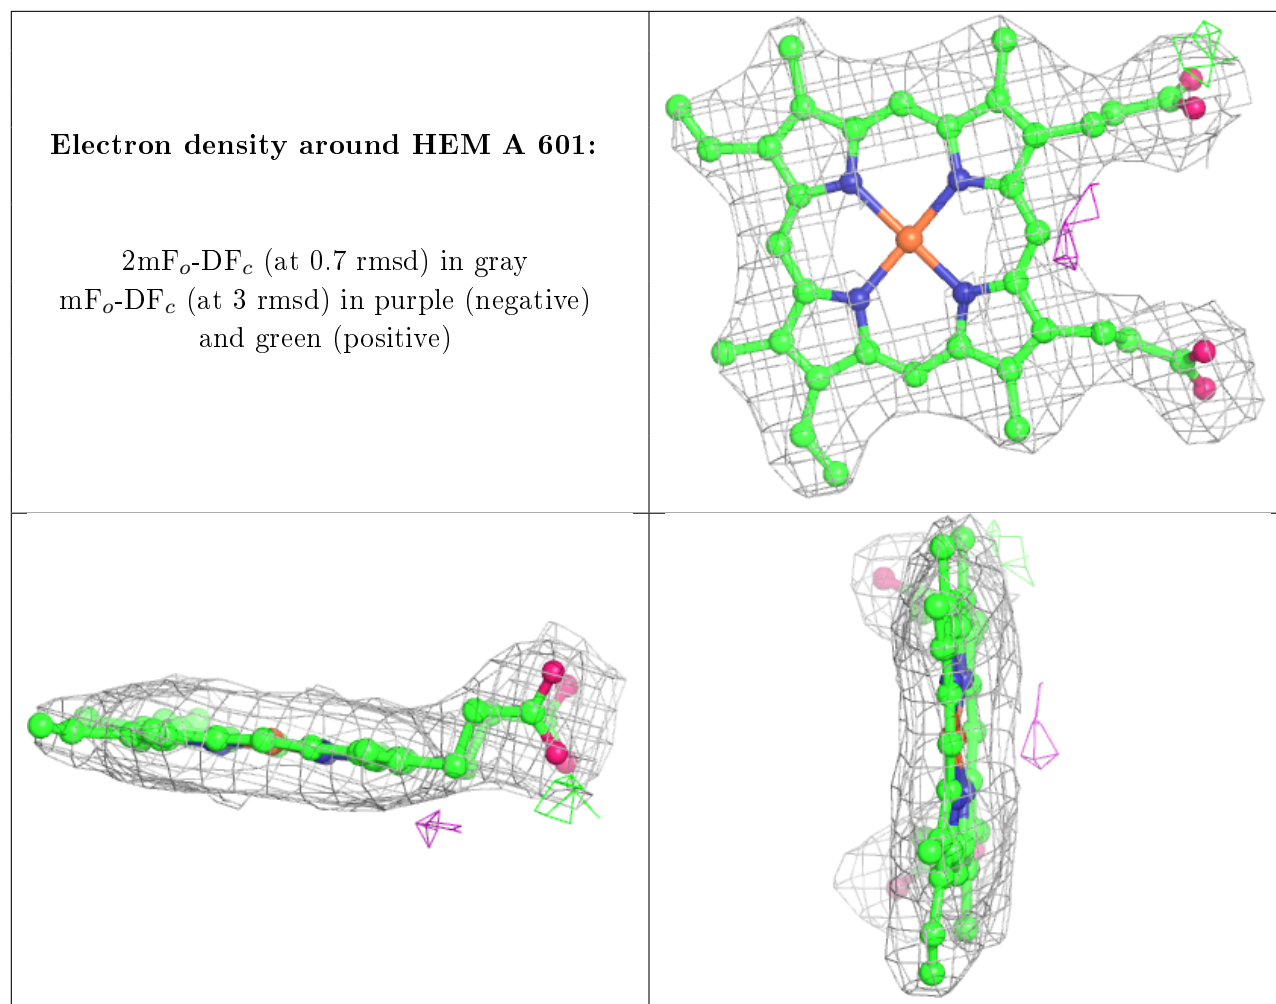 Electron density around HEM A 601:
2mFₒ-DF𝒸 (at 0.7 rmsd) in gray
mFₒ-DF𝒸 (at 3 rmsd) in purple (negative)
and green (positive)